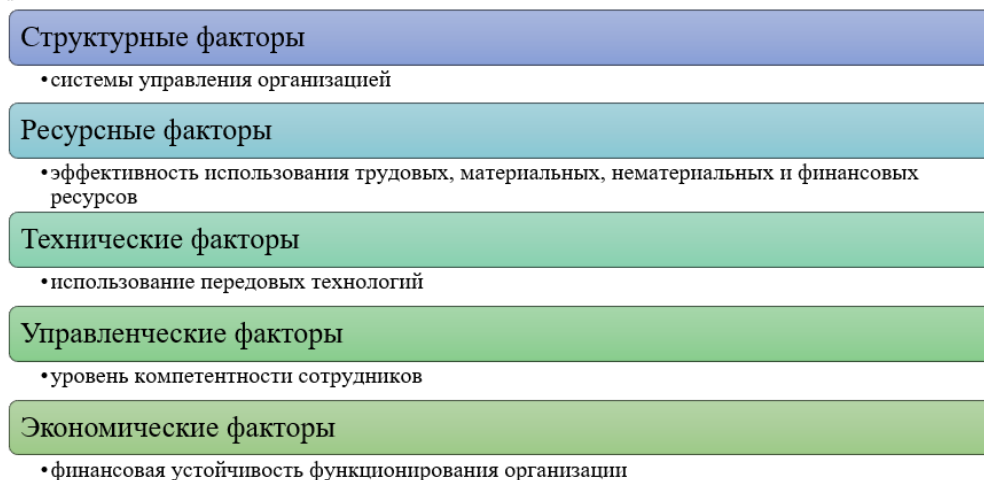 Структурные факторы
•системы управления организацией
Ресурсные факторы
•эффективность использования трудовых, материальных, нематериальных и финансовых
ресурсов
Технические факторы
•использование передовых технологий
Управленческие факторы
•уровень компетентности сотрудников
Экономические факторы
•финансовая устойчивость функционирования организации